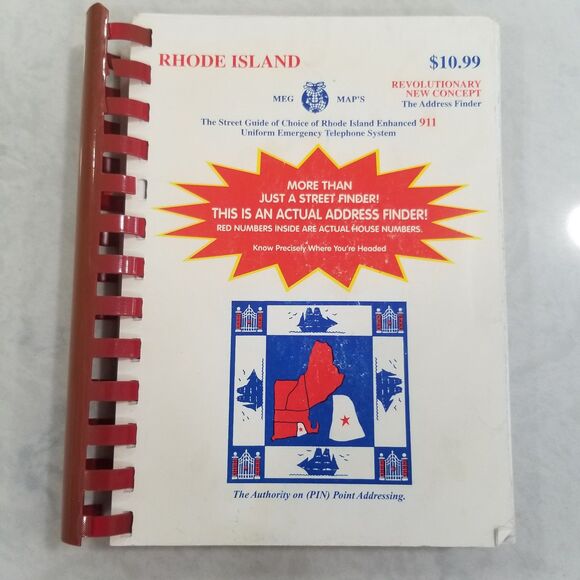 RHODE ISLAND
$10.99
MEG MAP'S
REVOLUTIONARY
NEW CONCEPT
The Address Finder
The Street Guide of Choice of Rhode Island Enhanced 911
Uniform Emergency Telephone System
MORE THAN
JUST A STREET FINDER!
THIS IS AN ACTUAL ADDRESS FINDER!
RED NUMBERS INSIDE ARE ACTUAL HOUSE NUMBERS.
Know Precisely Where You're Headed
The Authority on (PIN) Point Addressing.